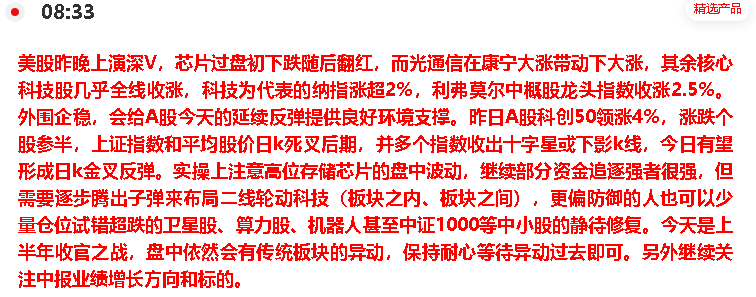 08:33
精选产品
美股昨晚上演深V，芯片过盘初下跌随后翻红，而光通信在康宁大涨带动下大涨，其余核心
科技股几乎全线收涨，科技为代表的纳指涨超2%，利弗莫尔中概股龙头指数收涨2.5%。
外围企稳，会给A股今天的延续反弹提供良好环境支撑。昨日A股科创50领涨4%，涨跌个
股参半，上证指数和平均股价日k死叉后期，并多个指数收出十字星或下影k线，今日有望
形成日k金叉反弹。实操上注意高位存储芯片的盘中波动，继续部分资金追逐强者很强，但
需要逐步腾出子弹来布局二线轮动科技（板块之内、板块之间），更偏防御的人也可以少
量仓位试错超跌的卫星股、算力股、机器人甚至中证1000等中小股的静待修复。今天是上
半年收官之战，盘中依然会有传统板块的异动，保持耐心等待异动过去即可。另外继续关
注中报业绩增长方向和标的。